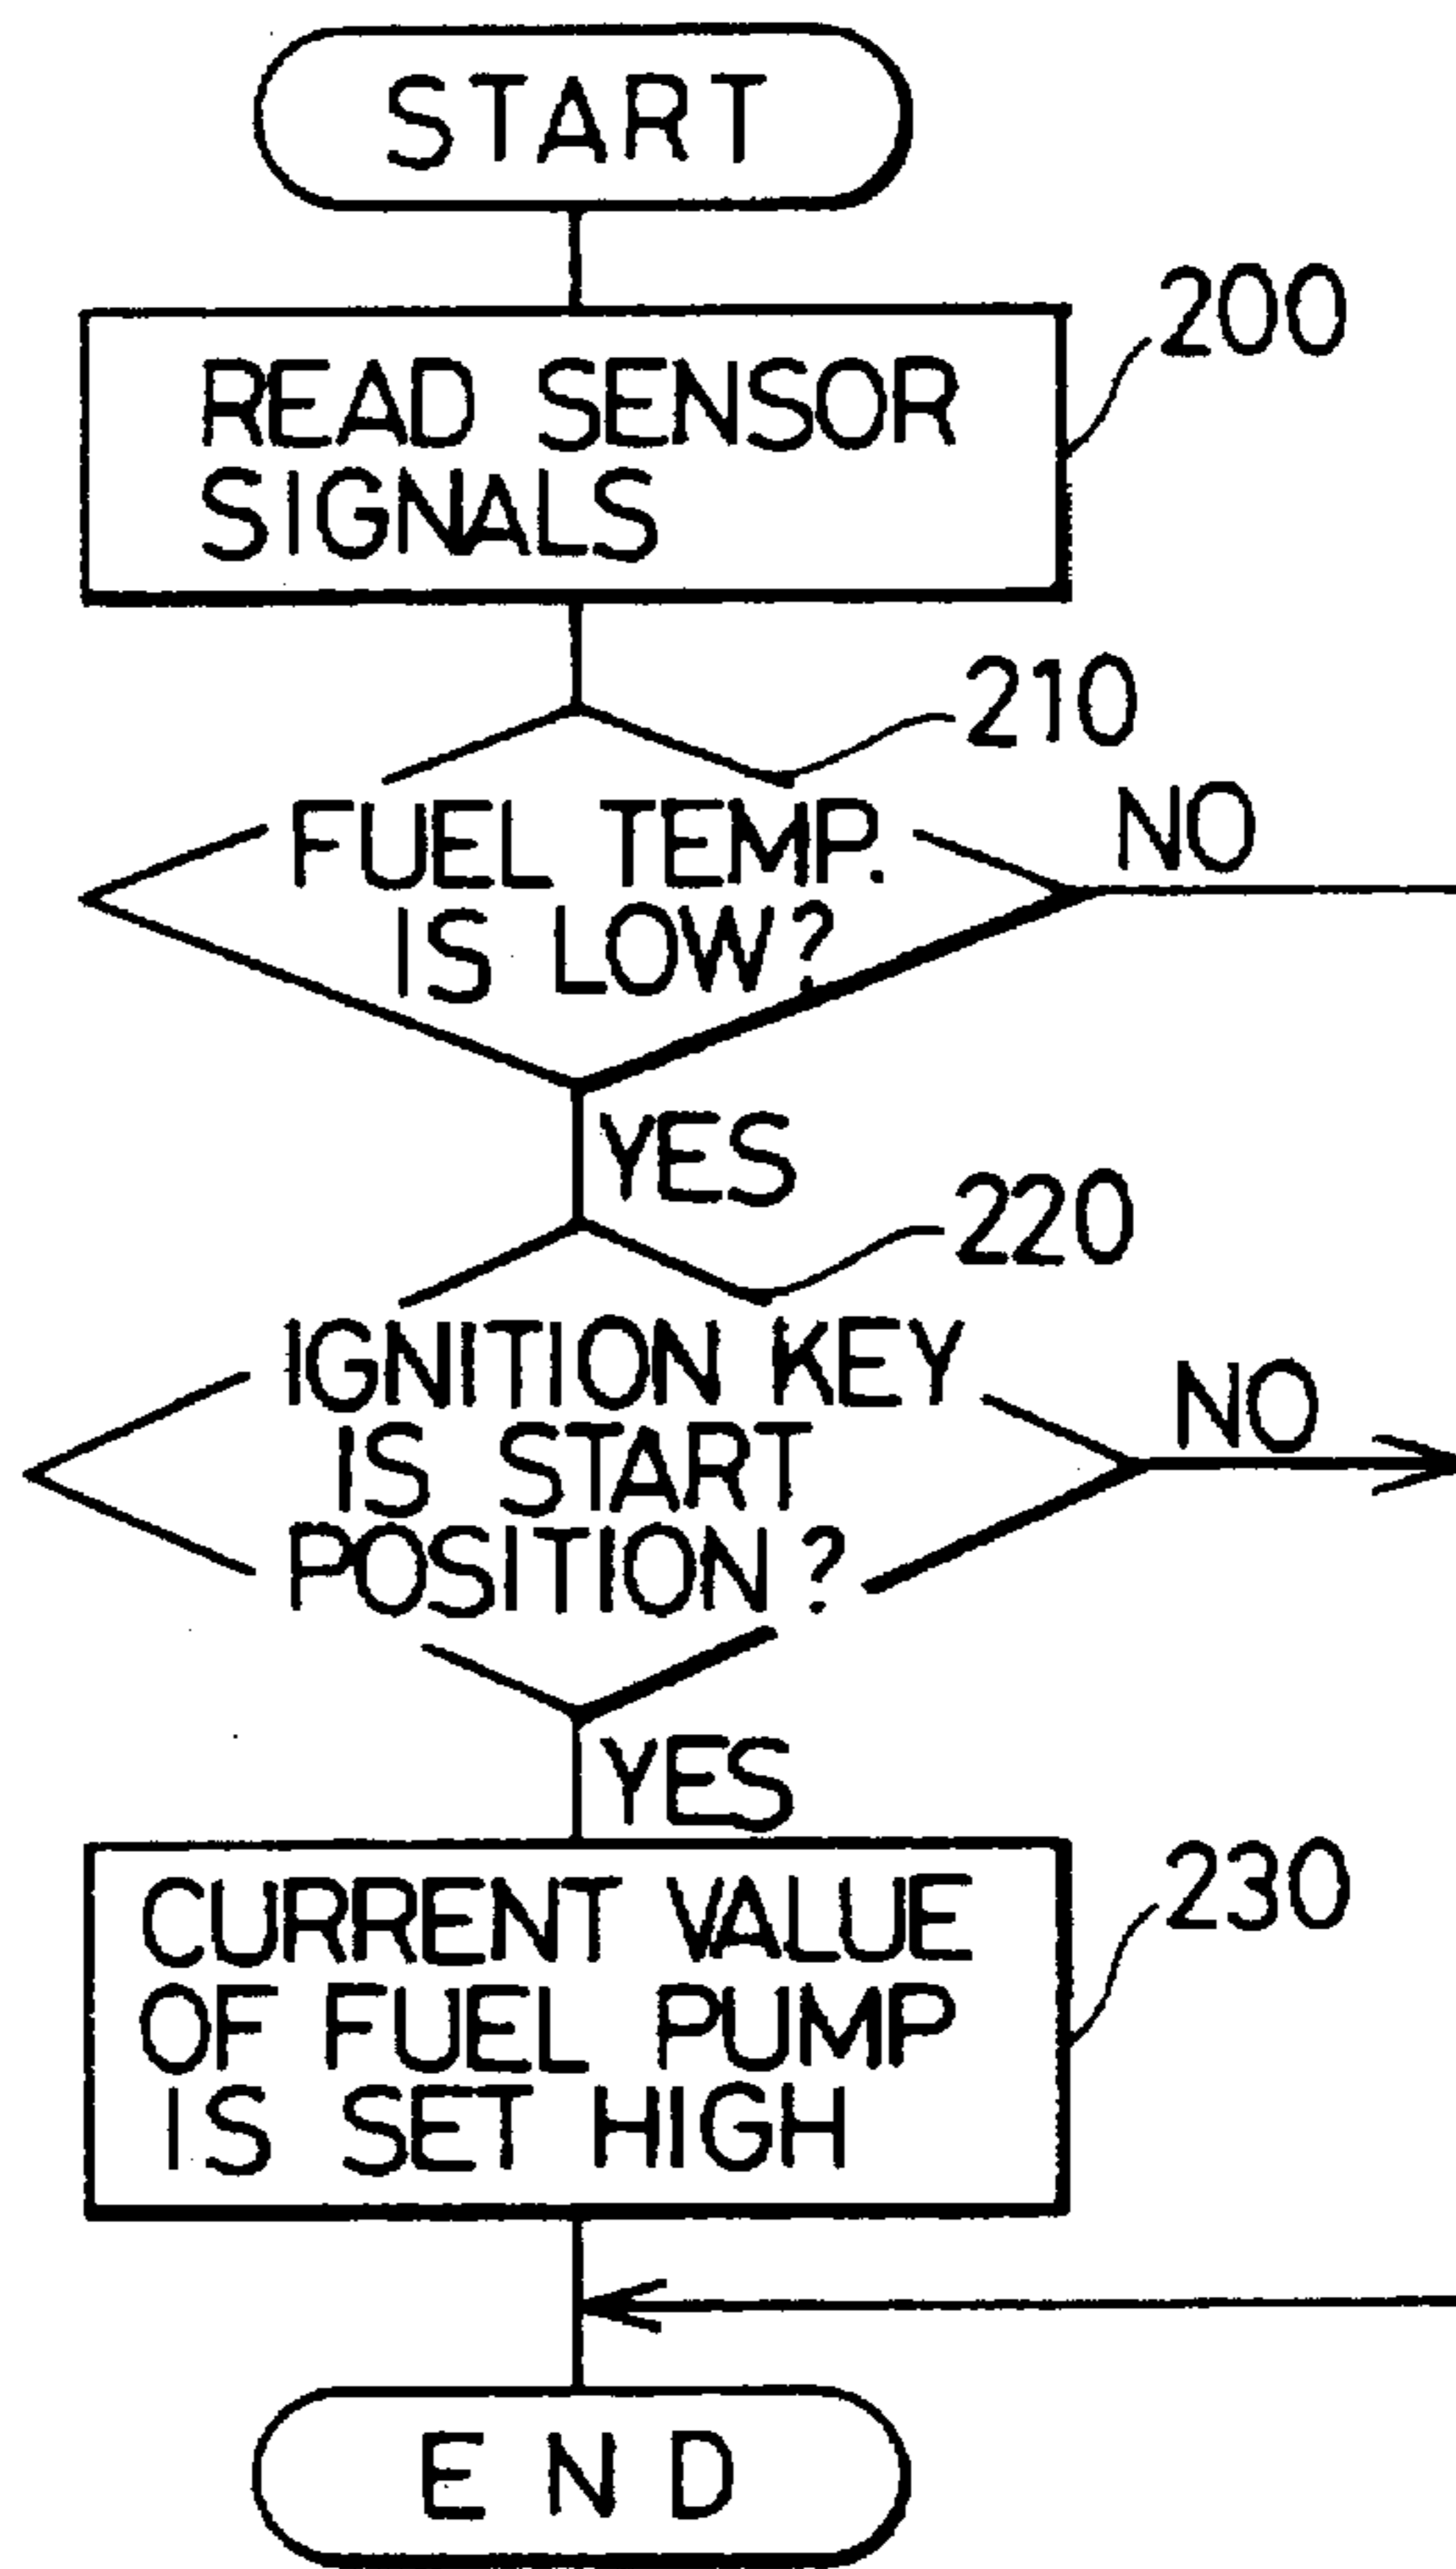 START
200
READ SENSOR
SIGNALS
210
FUEL TEMP.
IS LOW?
NO
YES
220
IGNITION KEY
IS START
POSITION?
NO
YES
230
CURRENT VALUE
OF FUEL PUMP
IS SET HIGH
END